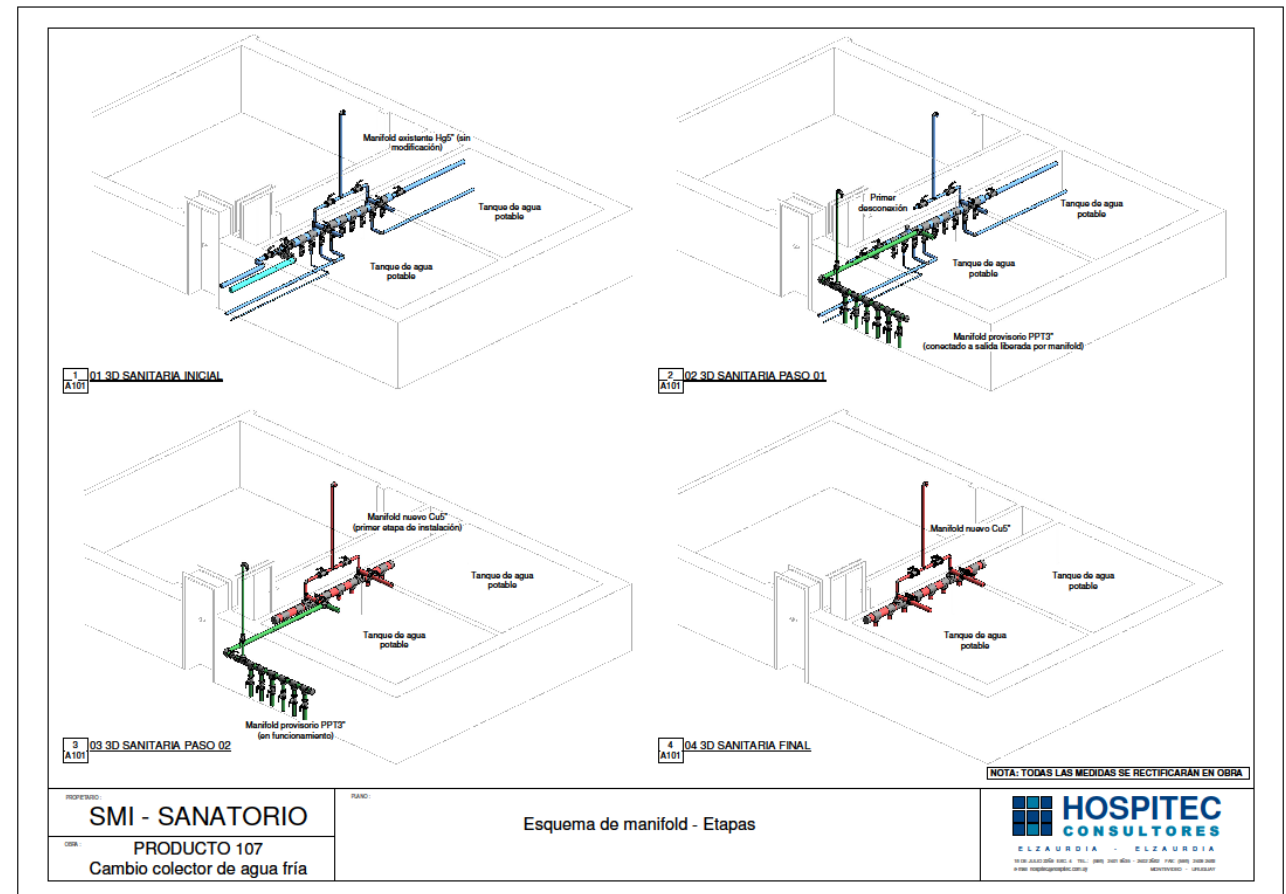 Manifold existente Hg5" (sin
modificación)
Tanque de agua
potable
Tanque de agua
potable
1
A101
01 3D SANITARIA INICIAL
Primer
desconexión
Tanque de agua
potable
Tanque de agua
potable
Manifold provisorio PPT3"
(conectado a salida liberada por manifold)
2
A101
02 3D SANITARIA PASO 01
Manifold nuevo Cu5"
(primer etapa de instalación)
Tanque de agua
potable
Tanque de agua
potable
Manifold provisorio PPT3"
(en funcionamiento)
3
A101
03 3D SANITARIA PASO 02
Manifold nuevo Cu5"
Tanque de agua
potable
Tanque de agua
potable
4
A101
04 3D SANITARIA FINAL
NOTA: TODAS LAS MEDIDAS SE RECTIFICARÁN EN OBRA
PROPIETARIO:
SMI - SANATORIO
OBRA:
PRODUCTO 107
Cambio colector de agua fría
PLANO:
Esquema de manifold - Etapas
HOSPITEC
CONSULTORES
ELZAURDIA - ELZAURDIA
MONTEVIDEO - URUGUAY